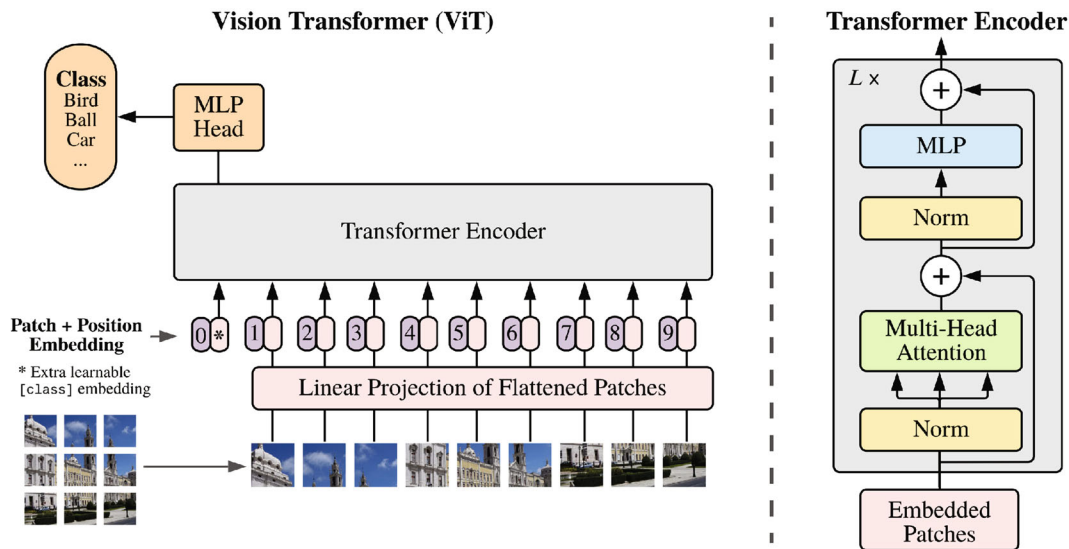 Vision Transformer (ViT)
Class
Bird
Ball
Car
...
MLP
Head
Transformer Encoder
Patch + Position
Embedding
0 * 1 2 3 4 5 6 7 8 9
* Extra learnable
[class] embedding
Linear Projection of Flattened Patches
Transformer Encoder
L ×
+
MLP
Norm
+
Multi-Head
Attention
Norm
Embedded
Patches